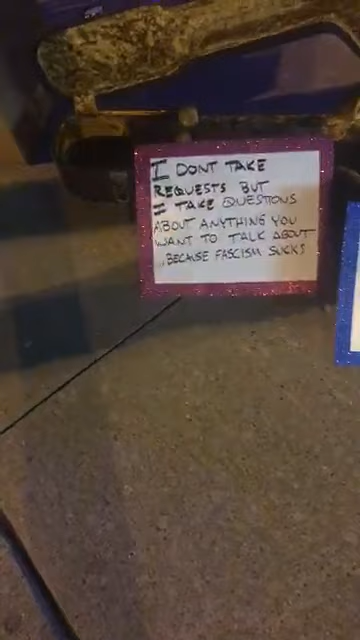 I DONT TAKE
REQUESTS BUT
I TAKE QUESTIONS
ABOUT ANYTHING YOU
WANT TO TALK ABOUT
...BECAUSE FASCISM SUCKS